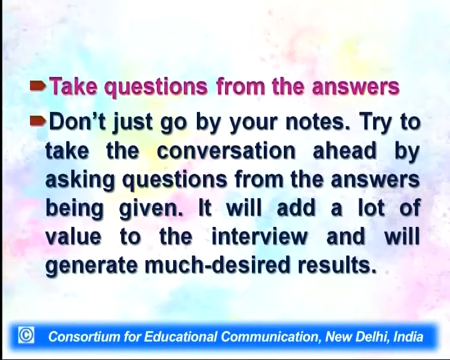 Take questions from the answers
Don't just go by your notes. Try to
take the conversation ahead by
asking questions from the answers
being given. It will add a lot of
value to the interview and will
generate much-desired results.
© Consortium for Educational Communication, New Delhi, India